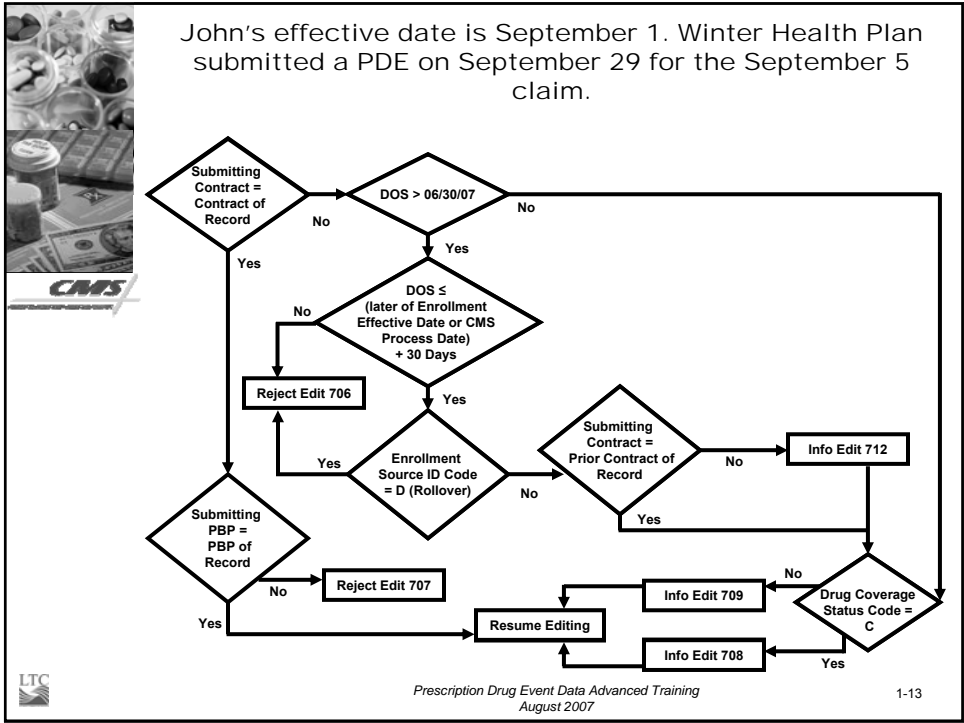 John's effective date is September 1. Winter Health Plan
submitted a PDE on September 29 for the September 5
claim.
Submitting
Contract =
Contract of
Record
No
Yes
DOS > 06/30/07
No
Yes
DOS ≤
(later of Enrollment
Effective Date or CMS
Process Date)
+ 30 Days
No
Yes
Reject Edit 706
Enrollment
Source ID Code
= D (Rollover)
Yes
No
Submitting
Contract =
Prior Contract of
Record
No
Yes
Info Edit 712
Submitting
PBP =
PBP of
Record
No
Yes
Reject Edit 707
Resume Editing
Info Edit 709
Info Edit 708
No
Drug Coverage
Status Code =
C
Yes
CMS
LTC
Prescription Drug Event Data Advanced Training
August 2007
1-13